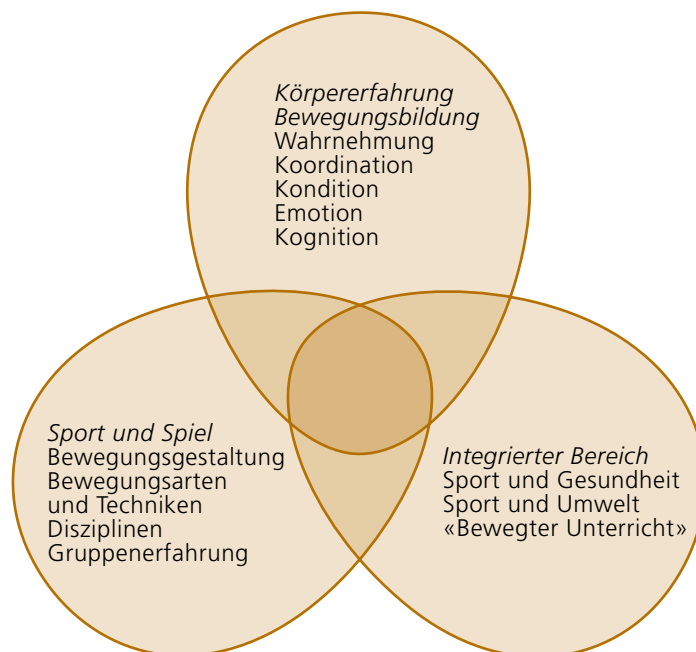 Körpererfahrung
Bewegungsbildung
Wahrnehmung
Koordination
Kondition
Emotion
Kognition
Sport und Spiel
Bewegungsgestaltung
Bewegungsarten
und Techniken
Disziplinen
Gruppenerfahrung
Integrierter Bereich
Sport und Gesundheit
Sport und Umwelt
«Bewegter Unterricht»